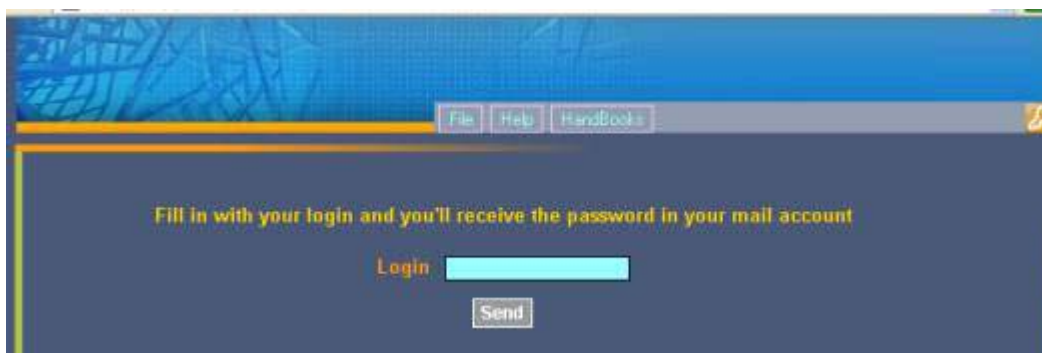 File Help HandBooks
Fill in with your login and you'll receive the password in your mail account
Login
Send